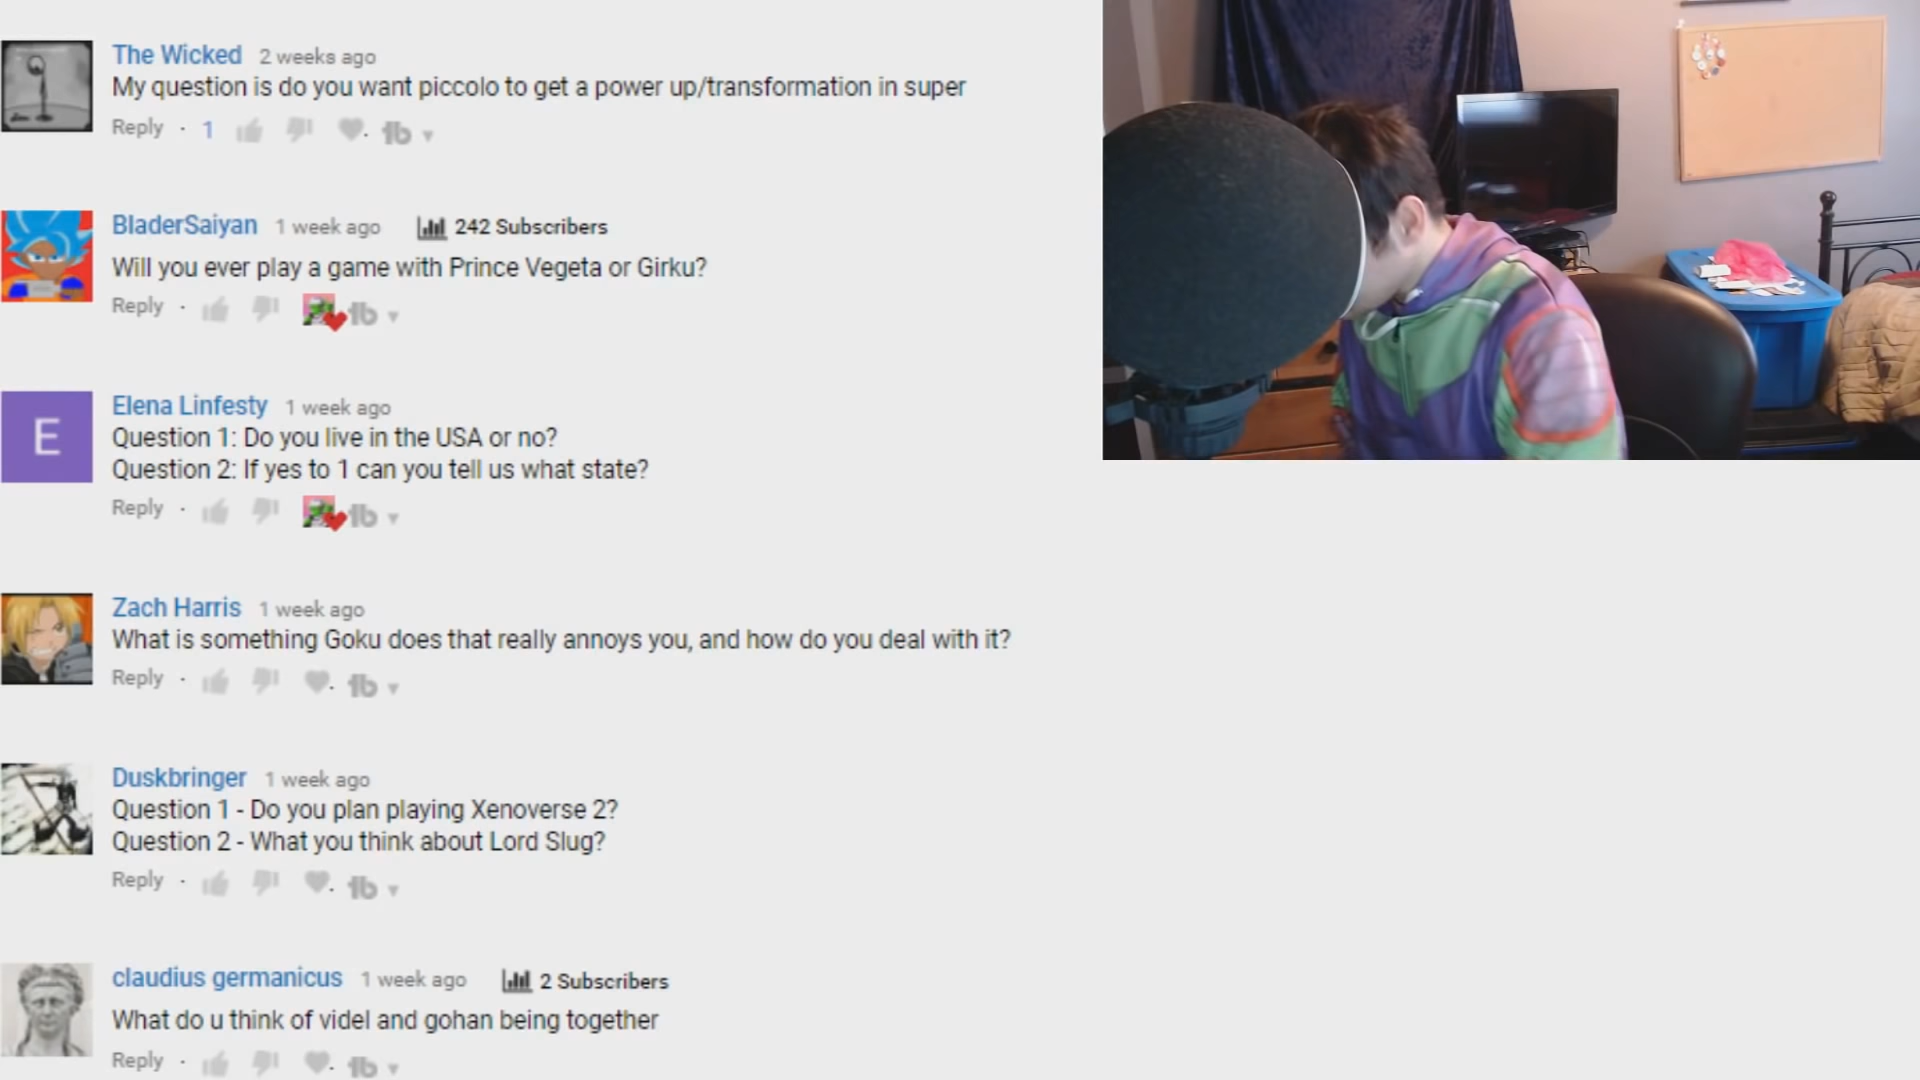 The Wicked 2 weeks ago
My question is do you want piccolo to get a power up/transformation in super
Reply · 1
BladerSaiyan 1 week ago 242 Subscribers
Will you ever play a game with Prince Vegeta or Girku?
Reply ·
E
Elena Linfesty 1 week ago
Question 1: Do you live in the USA or no?
Question 2: If yes to 1 can you tell us what state?
Reply ·
Zach Harris 1 week ago
What is something Goku does that really annoys you, and how do you deal with it?
Reply ·
Duskbringer 1 week ago
Question 1 - Do you plan playing Xenoverse 2?
Question 2 - What you think about Lord Slug?
Reply ·
claudius germanicus 1 week ago 2 Subscribers
What do u think of videl and gohan being together
Reply ·